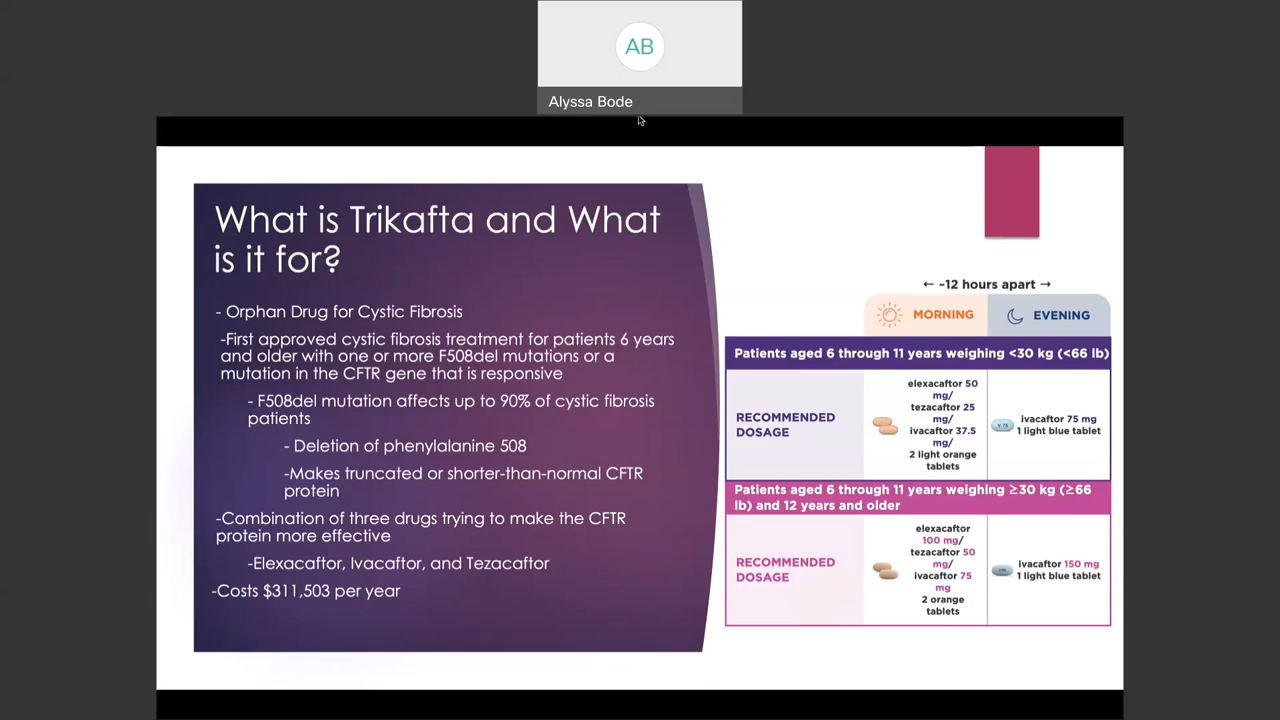 AB
Alyssa Bode
What is Trikafta and What
is it for?
- Orphan Drug for Cystic Fibrosis
-First approved cystic fibrosis treatment for patients 6 years
and older with one or more F508del mutations or a
mutation in the CFTR gene that is responsive
- F508del mutation affects up to 90% of cystic fibrosis
patients
- Deletion of phenylalanine 508
-Makes truncated or shorter-than-normal CFTR
protein
-Combination of three drugs trying to make the CFTR
protein more effective
-Elexacaftor, Ivacaftor, and Tezacaftor
-Costs $311,503 per year
← ~12 hours apart →
MORNING
EVENING
Patients aged 6 through 11 years weighing <30 kg (<66 lb)
RECOMMENDED
DOSAGE
elexacaftor 50
mg/
tezacaftor 25
mg/
ivacaftor 37.5
mg/
2 light orange
tablets
V 75
ivacaftor 75 mg
1 light blue tablet
Patients aged 6 through 11 years weighing ≥30 kg (≥66
lb) and 12 years and older
RECOMMENDED
DOSAGE
elexacaftor
100 mg/
tezacaftor 50
mg/
ivacaftor 75
mg
2 orange
tablets
ivacaftor 150 mg
1 light blue tablet